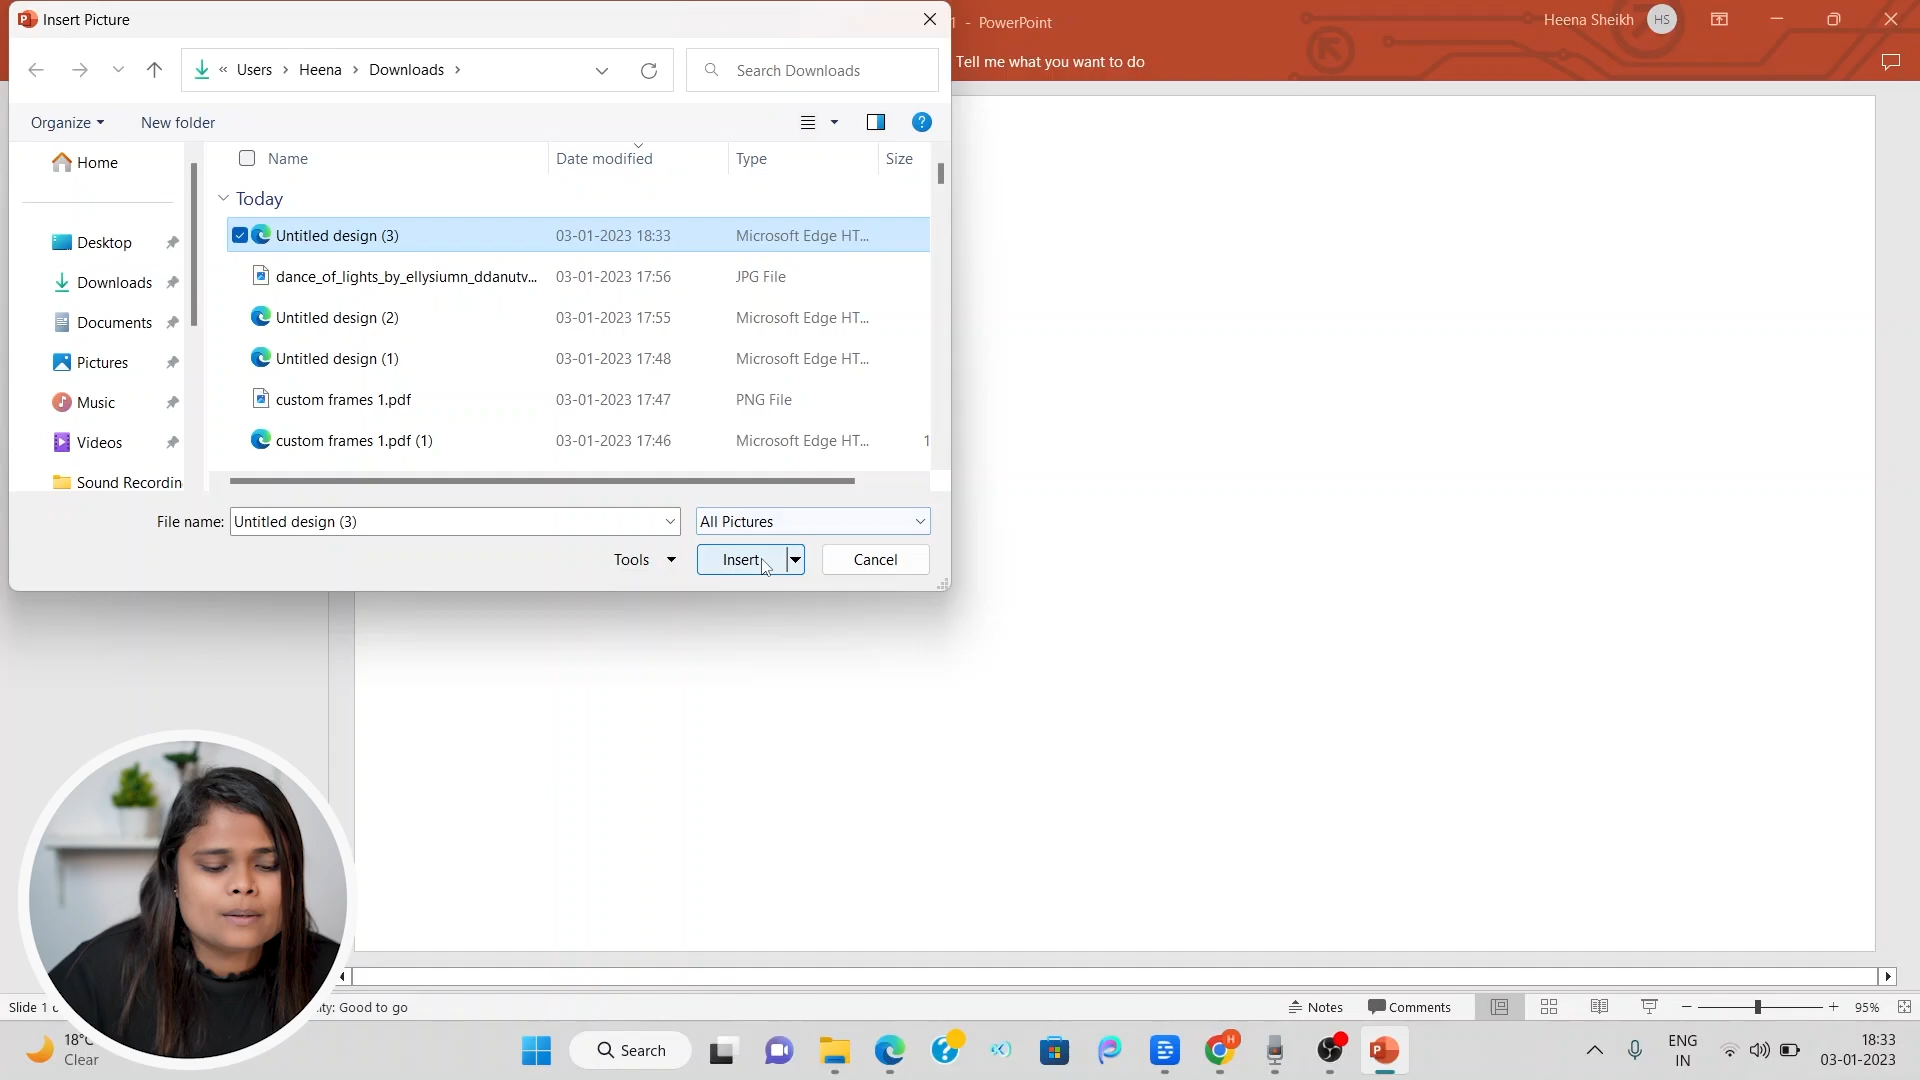 Insert Picture
1 - PowerPoint
Heena Sheikh HS
« Users > Heena > Downloads >
Search Downloads
Tell me what you want to do
Organize
New folder
?
Home
Desktop
Downloads
Documents
Pictures
Music
Videos
Sound Recordin
Name Date modified Type Size
Today
Untitled design (3) 03-01-2023 18:33 Microsoft Edge HT...
dance_of_lights_by_ellysiumn_ddanutv... 03-01-2023 17:56 JPG File
Untitled design (2) 03-01-2023 17:55 Microsoft Edge HT...
Untitled design (1) 03-01-2023 17:48 Microsoft Edge HT...
custom frames 1.pdf 03-01-2023 17:47 PNG File
custom frames 1.pdf (1) 03-01-2023 17:46 Microsoft Edge HT... 1
File name: Untitled design (3) All Pictures
Tools Insert Cancel
Slide 1 o
ity: Good to go
Notes Comments 95%
18°C
Clear
Search
ENG
IN
18:33
03-01-2023